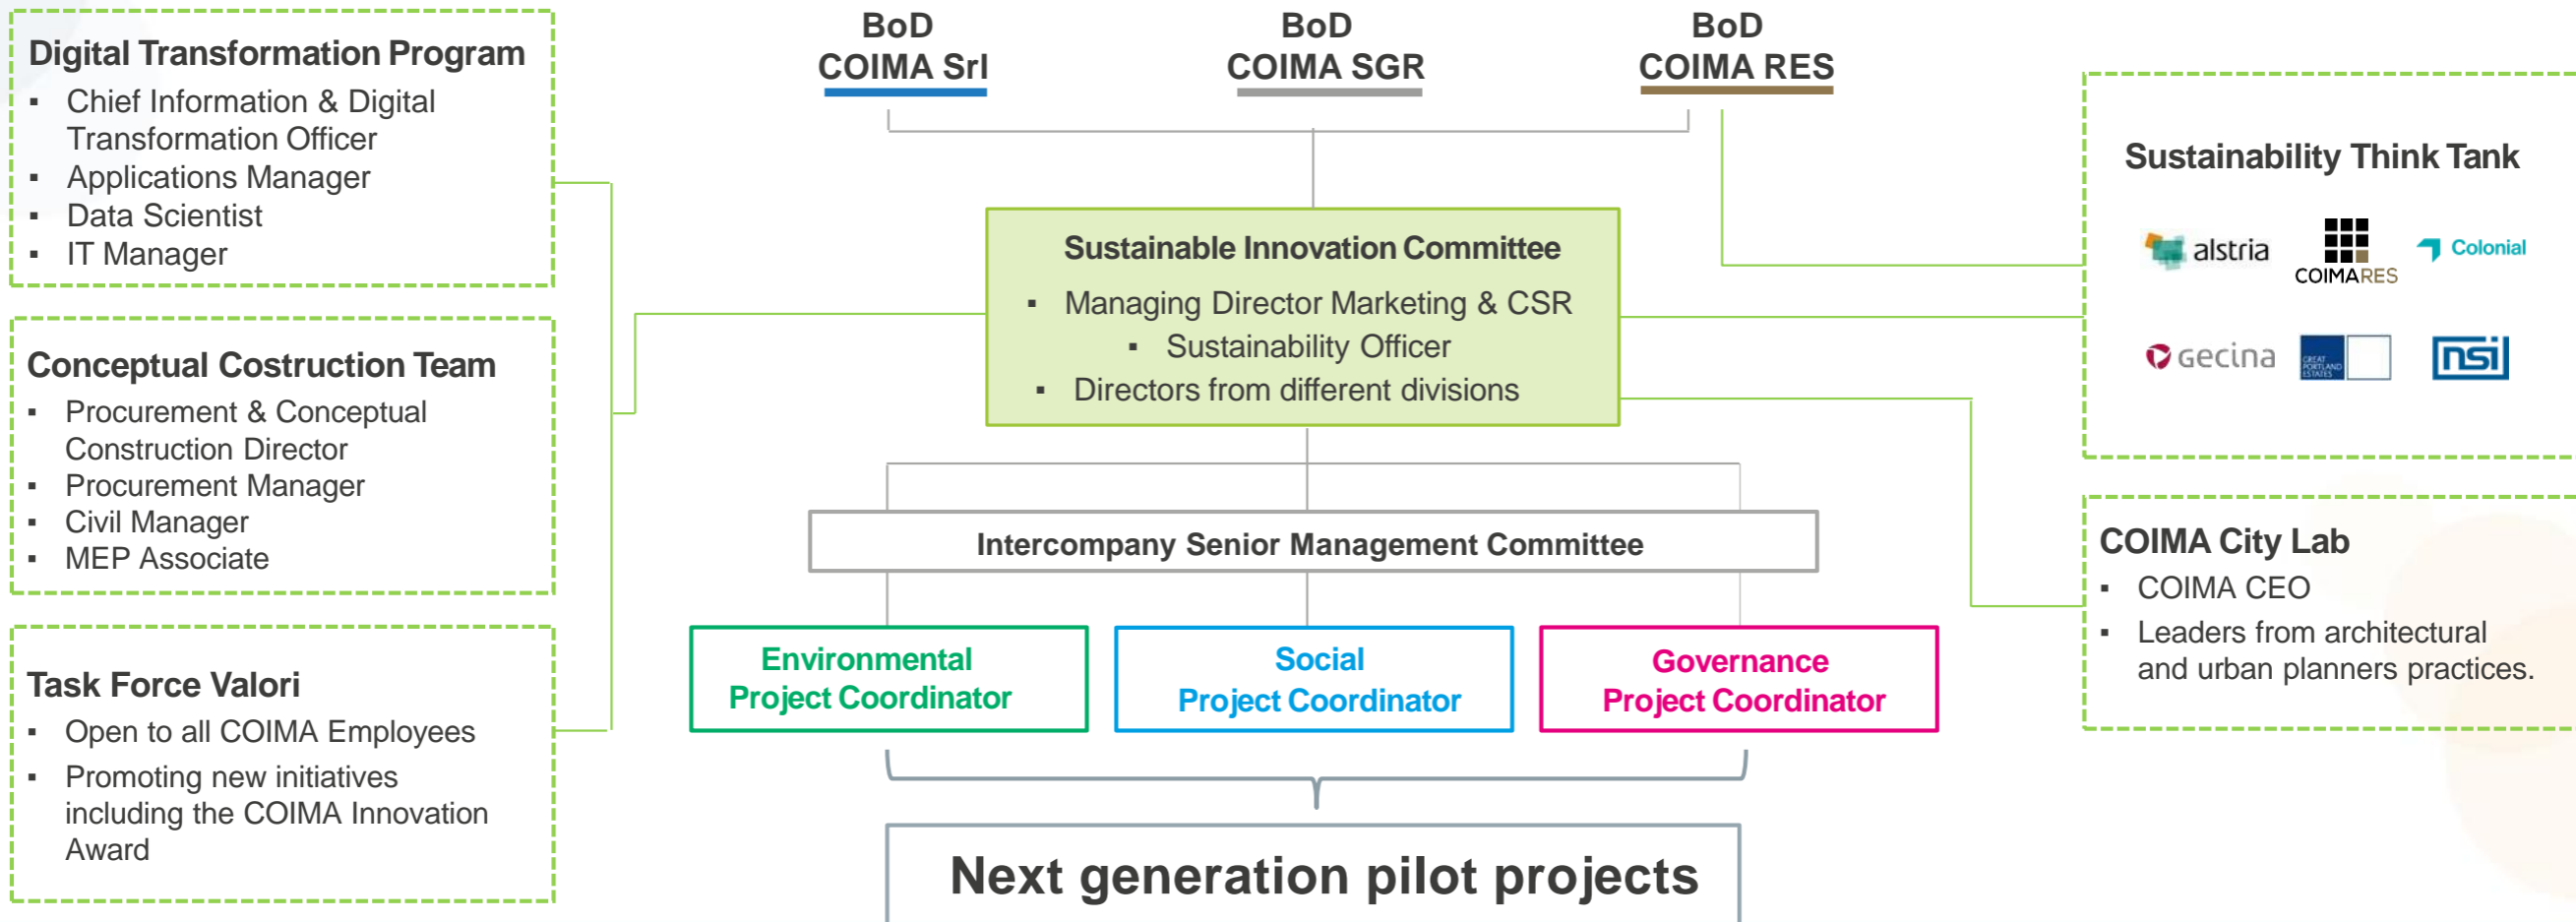 Digital Transformation Program
▪ Chief Information & Digital
Transformation Officer
▪ Applications Manager
▪ Data Scientist
▪ IT Manager
Conceptual Costruction Team
▪ Procurement & Conceptual
Construction Director
▪ Procurement Manager
▪ Civil Manager
▪ MEP Associate
Task Force Valori
▪ Open to all COIMA Employees
▪ Promoting new initiatives
including the COIMA Innovation
Award
BoD
COIMA Srl
BoD
COIMA SGR
BoD
COIMA RES
Sustainable Innovation Committee
▪ Managing Director Marketing & CSR
▪ Sustainability Officer
▪ Directors from different divisions
Intercompany Senior Management Committee
Environmental
Project Coordinator
Social
Project Coordinator
Governance
Project Coordinator
Next generation pilot projects
Sustainability Think Tank
alstria
COIMARES
Colonial
gecina
GREAT
PORTLAND
ESTATES
nsi
COIMA City Lab
▪ COIMA CEO
▪ Leaders from architectural
and urban planners practices.